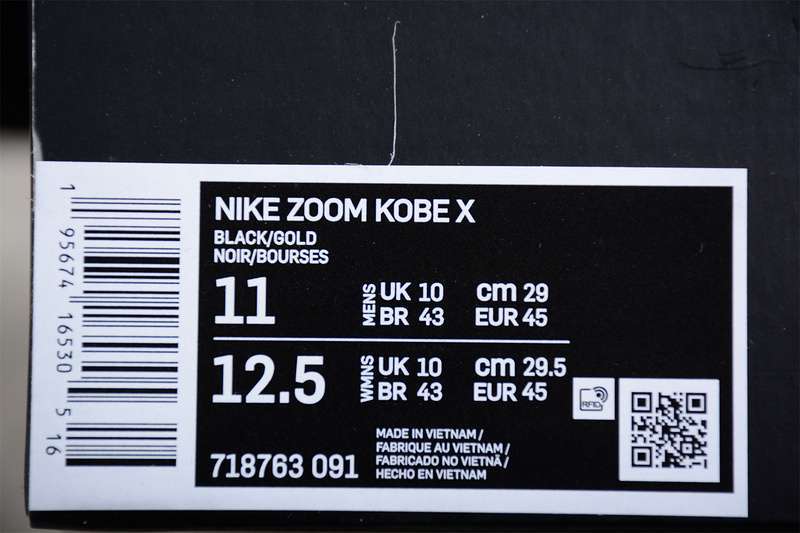 NIKE ZOOM KOBE X
BLACK/GOLD
NOIR/BOURSES
11 MENS UK 10 cm 29
BR 43 EUR 45
12.5 WMNS UK 10 cm 29.5
BR 43 EUR 45
RFID
718763 091
MADE IN VIETNAM /
FABRIQUE AU VIETNAM /
FABRICADO NO VIETNÃ /
HECHO EN VIETNAM
1 95674 16530 5 16